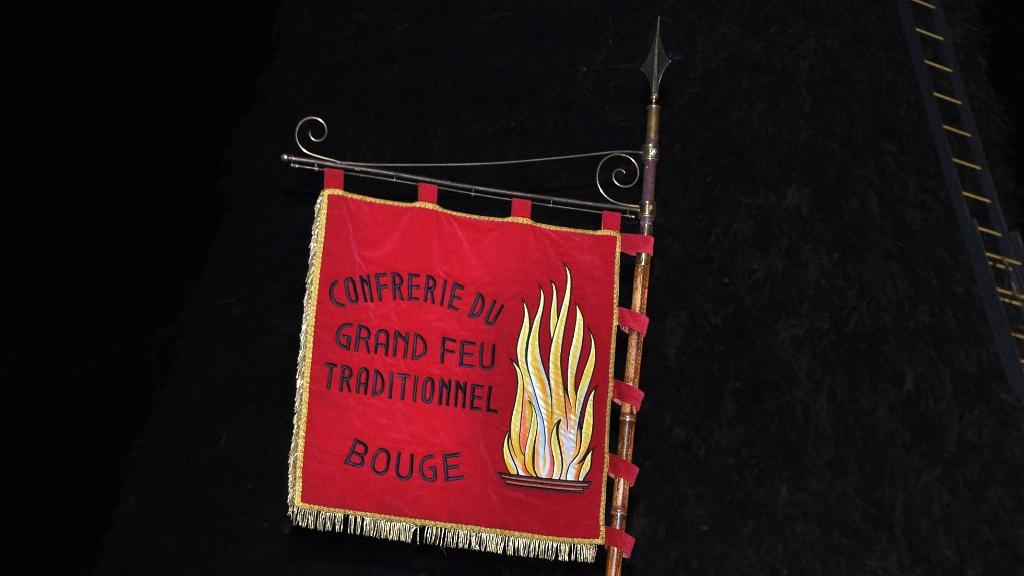 CONFRERIE DU
GRAND FEU
TRADITIONNEL
BOUGE